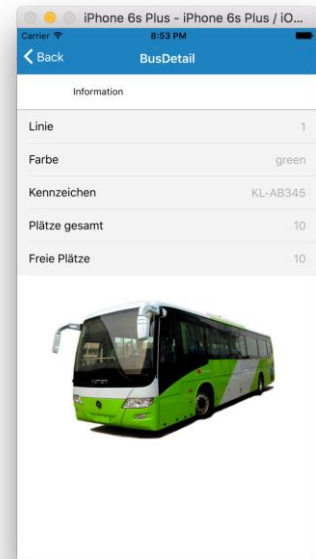 iPhone 6s Plus - iPhone 6s Plus / iO...
Carrier 8:53 PM
Back BusDetail
Information
Linie 1
Farbe green
Kennzeichen KL-AB345
Plätze gesamt 10
Freie Plätze 10